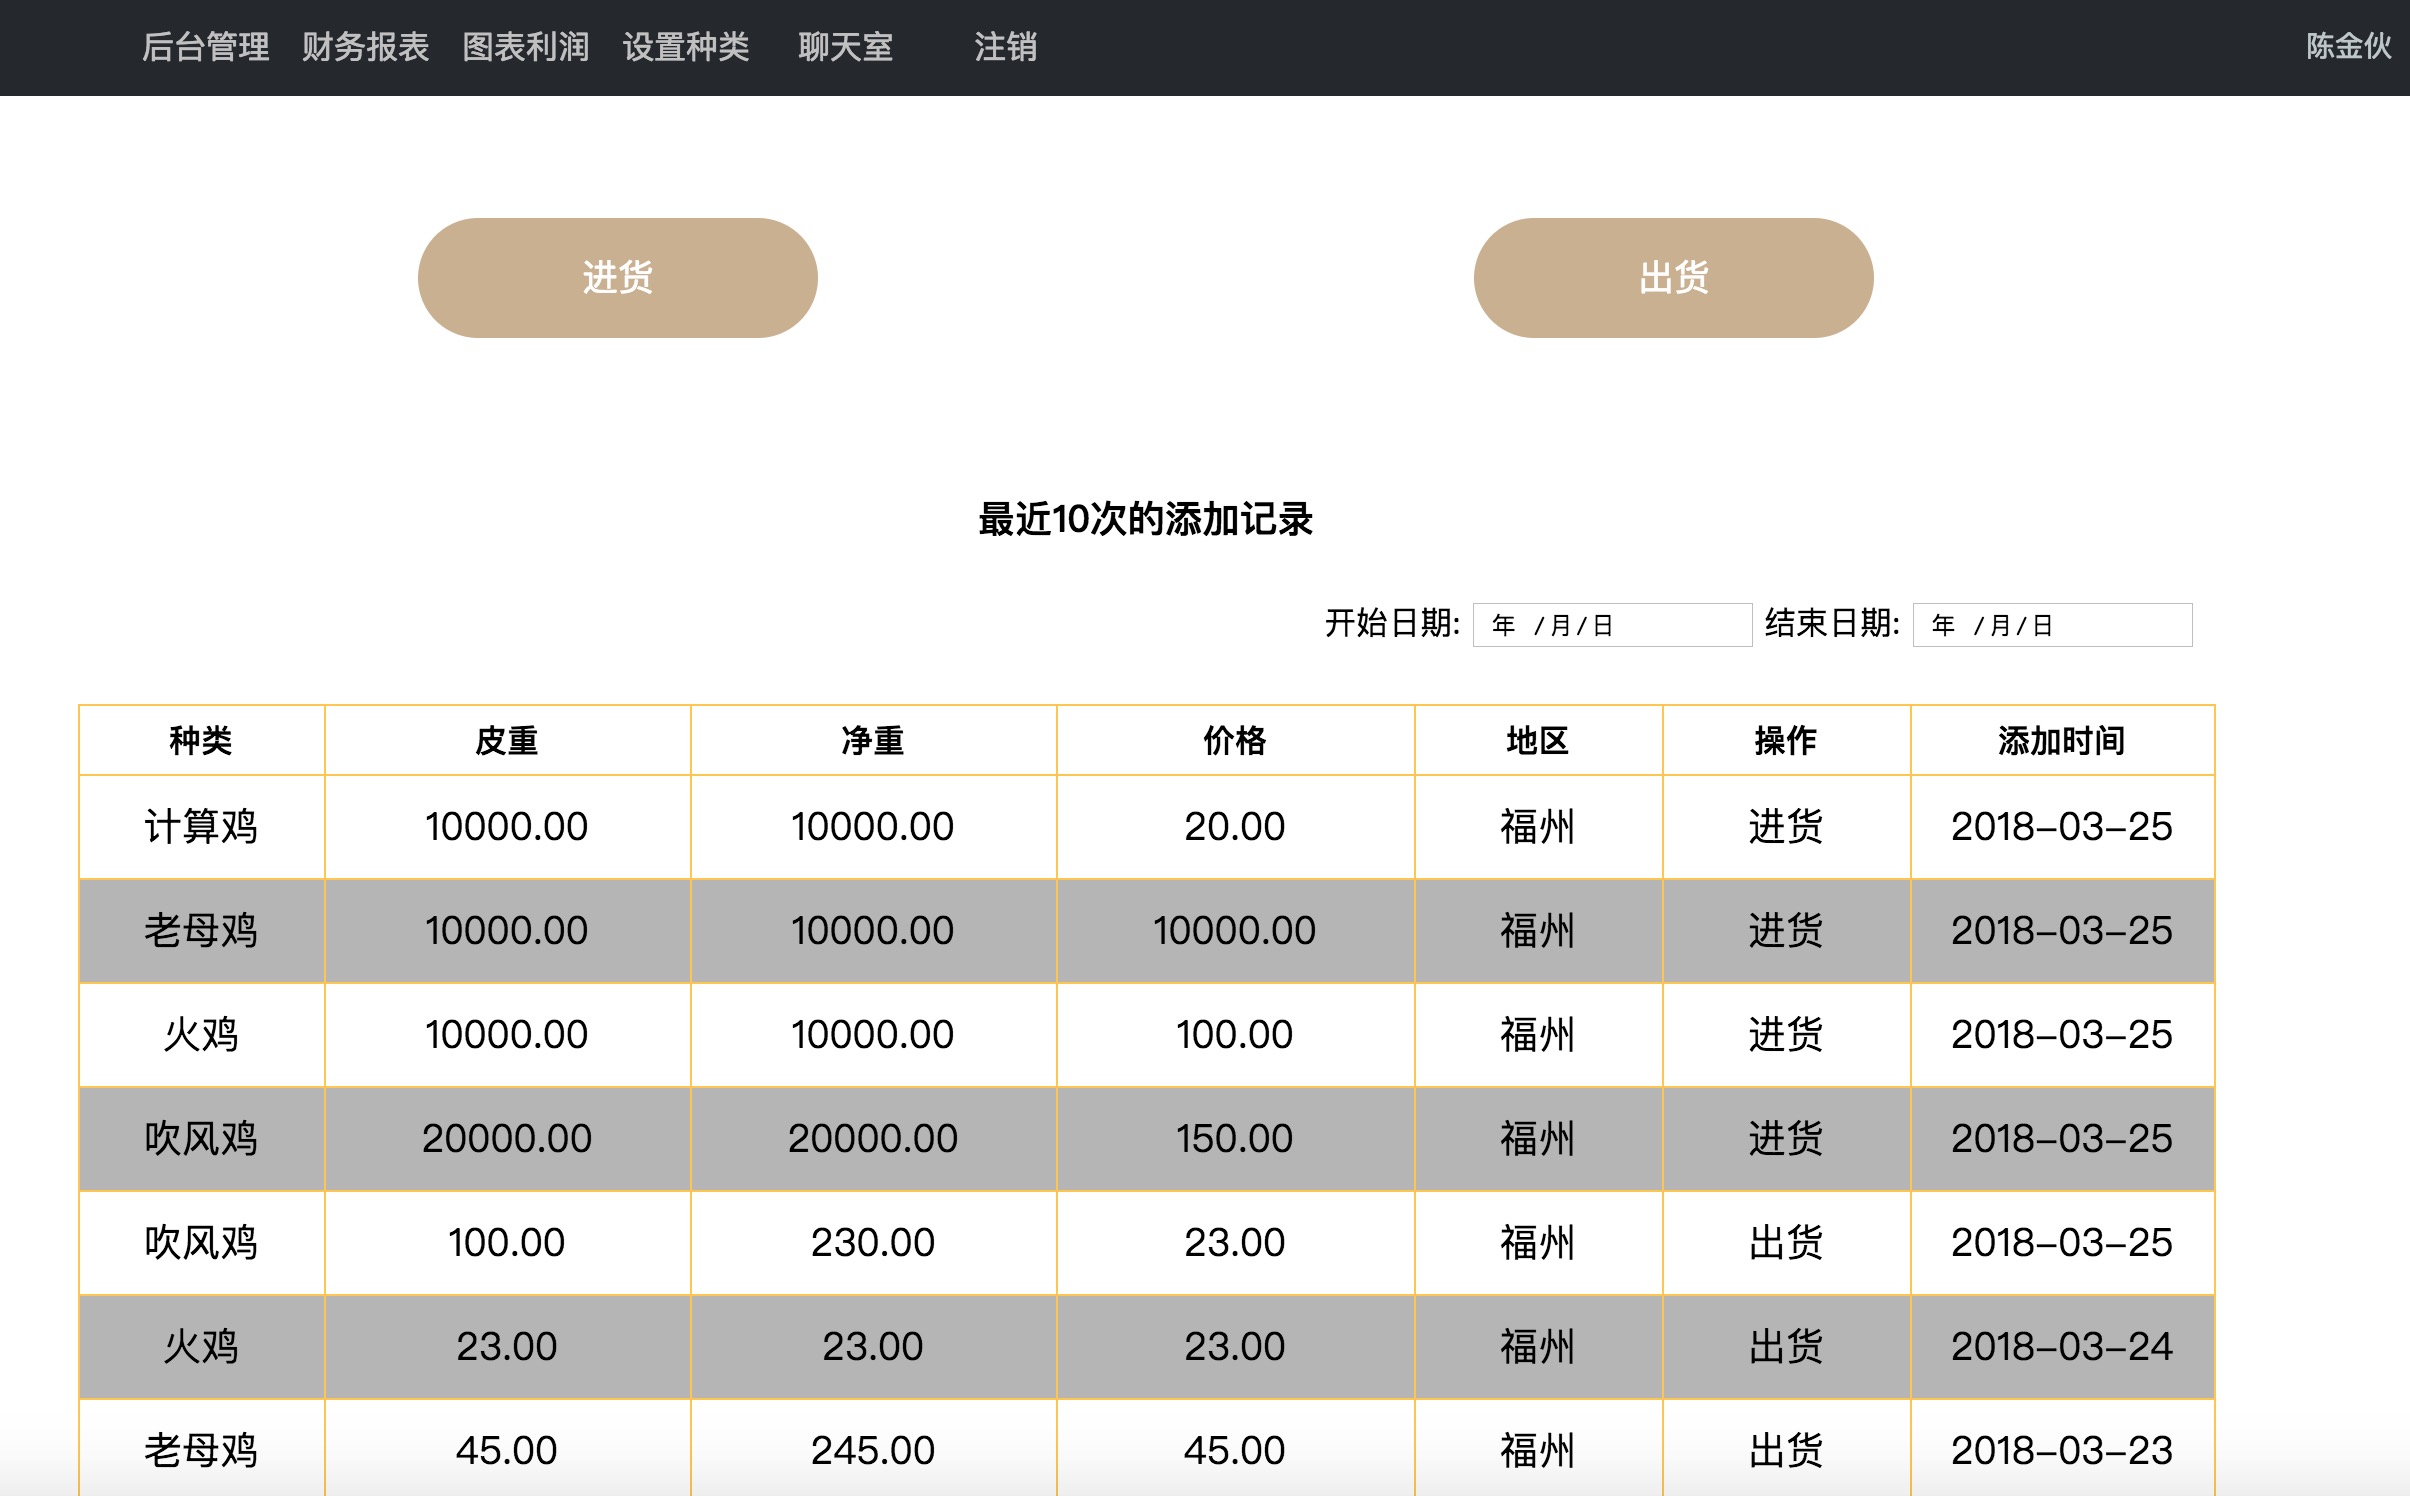 后台管理 财务报表 图表利润 设置种类 聊天室 注销 陈金伙
进货 出货
最近10次的添加记录
开始日期: 年 /月/日 结束日期: 年 /月/日
种类 皮重 净重 价格 地区 操作 添加时间
计算鸡 10000.00 10000.00 20.00 福州 进货 2018-03-25
老母鸡 10000.00 10000.00 10000.00 福州 进货 2018-03-25
火鸡 10000.00 10000.00 100.00 福州 进货 2018-03-25
吹风鸡 20000.00 20000.00 150.00 福州 进货 2018-03-25
吹风鸡 100.00 230.00 23.00 福州 出货 2018-03-25
火鸡 23.00 23.00 23.00 福州 出货 2018-03-24
老母鸡 45.00 245.00 45.00 福州 出货 2018-03-23